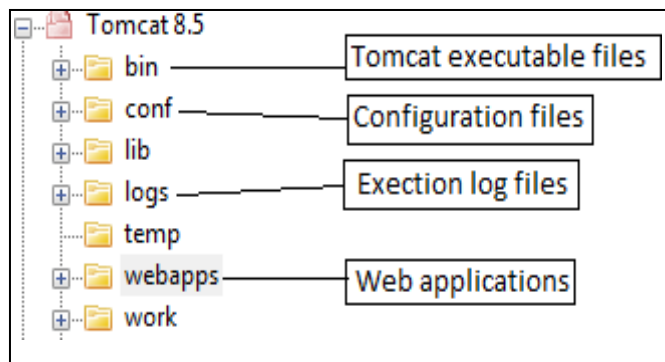 Tomcat 8.5
bin
Tomcat executable files
conf
Configuration files
lib
logs
Exection log files
temp
webapps
Web applications
work